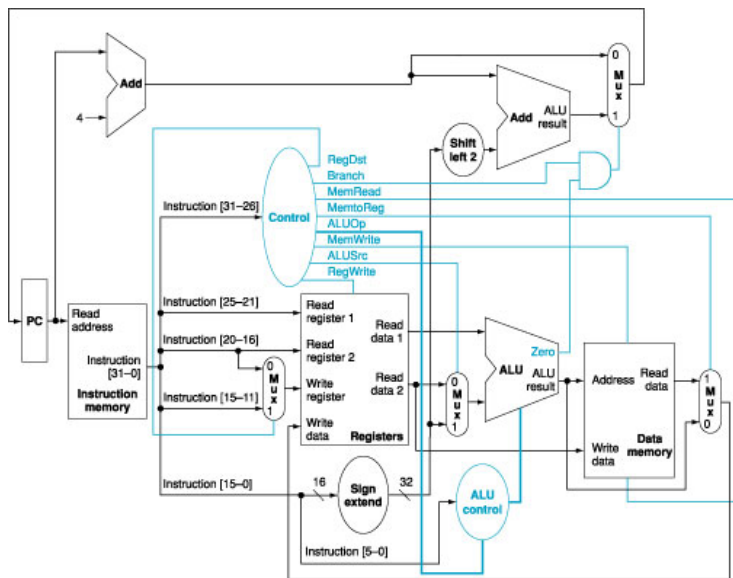 0
M
u
x
1
Add
ALU
result
Add
4
Shift
left 2
RegDst
Branch
MemRead
MemtoReg
ALUOp
MemWrite
ALUSrc
RegWrite
Control
Instruction [31–26]
Instruction [25–21]
Instruction [20–16]
Instruction [15–11]
Instruction [15–0]
Instruction [5–0]
PC
Read
address
Instruction
[31–0]
Instruction
memory
0
M
u
x
1
Read
register 1
Read
register 2
Write
register
Write
data
Read
data 1
Read
data 2
Registers
0
M
u
x
1
Zero
ALU
ALU
result
Address
Read
data
Write
data
Data
memory
1
M
u
x
0
16
Sign
extend
32
ALU
control